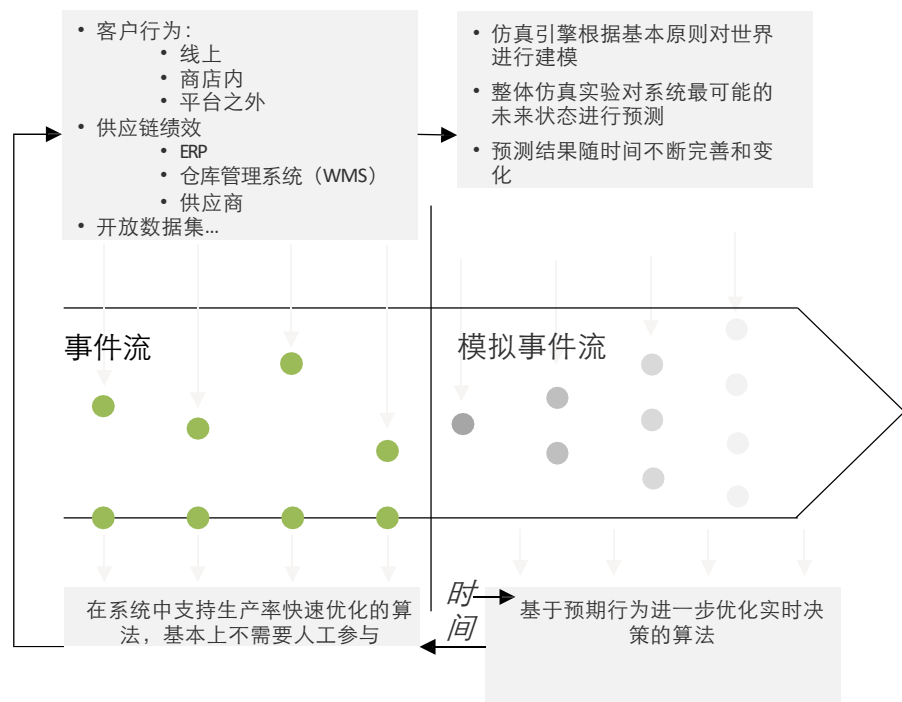 • 客户行为：
• 线上
• 商店内
• 平台之外
• 供应链绩效
• ERP
• 仓库管理系统（WMS）
• 供应商
• 开放数据集...
• 仿真引擎根据基本原则对世界
进行建模
• 整体仿真实验对系统最可能的
未来状态进行预测
• 预测结果随时间不断完善和变
化
事件流
模拟事件流
在系统中支持生产率快速优化的算
法，基本上不需要人工参与
时
间
基于预期行为进一步优化实时决
策的算法